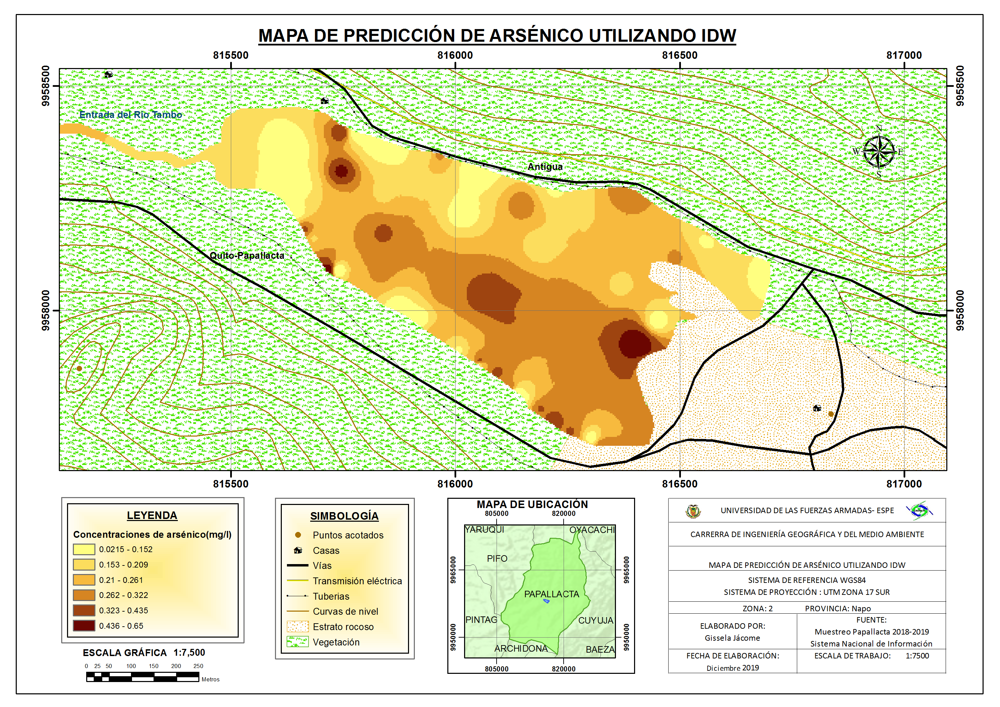 MAPA DE PREDICCIÓN DE ARSÉNICO UTILIZANDO IDW
815500 816000 816500 817000
9958500 9958500
Entrada del Río Tambo
N
W E
S
Antigua
Quito-Papallacta
9958000 9958000
815500 816000 816500 817000
LEYENDA
Concentraciones de arsénico(mg/l)
0.0215 - 0.152
0.153 - 0.209
0.21 - 0.261
0.262 - 0.322
0.323 - 0.435
0.436 - 0.65
ESCALA GRÁFICA 1:7,500
0 25 50 100 150 200 250
Metros
SIMBOLOGÍA
Puntos acotados
Casas
Vías
Transmisión eléctrica
Tuberias
Curvas de nivel
Estrato rocoso
Vegetación
MAPA DE UBICACIÓN
805000 820000
YARUQUI OYACACHI
PIFO
9965000 9965000
PAPALLACTA
PINTAG CUYUJA
9950000 9950000
ARCHIDONA BAEZA
805000 820000
UNIVERSIDAD DE LAS FUERZAS ARMADAS- ESPE
CARRERRA DE INGENIERÍA GEOGRÁFICA Y DEL MEDIO AMBIENTE
MAPA DE PREDICCIÓN DE ARSÉNICO UTILIZANDO IDW
SISTEMA DE REFERENCIA WGS84
SISTEMA DE PROYECCIÓN : UTM ZONA 17 SUR
ZONA: 2 PROVINCIA: Napo
ELABORADO POR:
Gissela Jácome
FUENTE:
Muestreo Papallacta 2018-2019
Sistema Nacional de Información
FECHA DE ELABORACIÓN:
Diciembre 2019
ESCALA DE TRABAJO: 1:7500